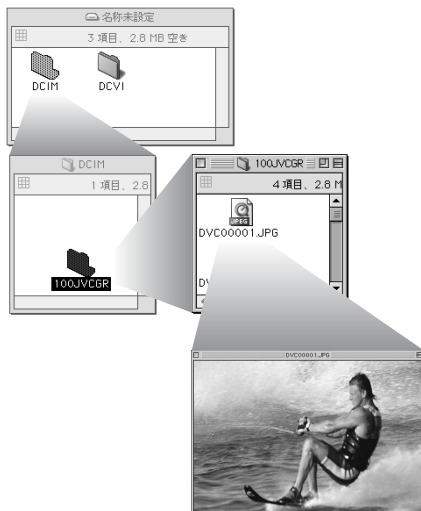 名称未設定
3 項目、2.8 MB 空き
DCIM
DCVI
DCIM
1 項目、2.8
100JVCGR
100JVCGR
4 項目、2.8 M
JPEG
DVC00001.JPG
DVC00001.JPG